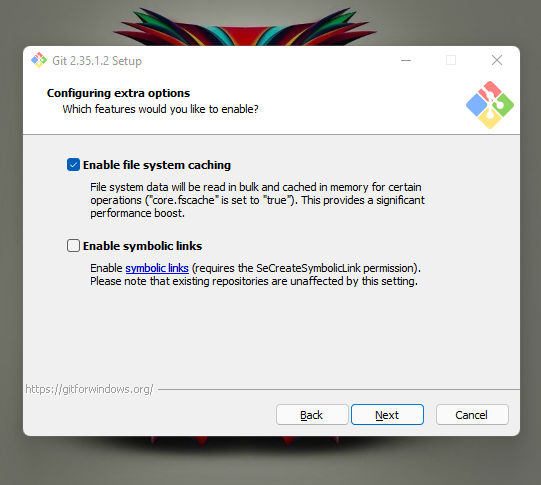 Git 2.35.1.2 Setup
Configuring extra options
Which features would you like to enable?
Enable file system caching
File system data will be read in bulk and cached in memory for certain
operations ("core.fscache" is set to "true"). This provides a significant
performance boost.
Enable symbolic links
Enable symbolic links (requires the SeCreateSymbolicLink permission).
Please note that existing repositories are unaffected by this setting.
https://gitforwindows.org/
Back Next Cancel